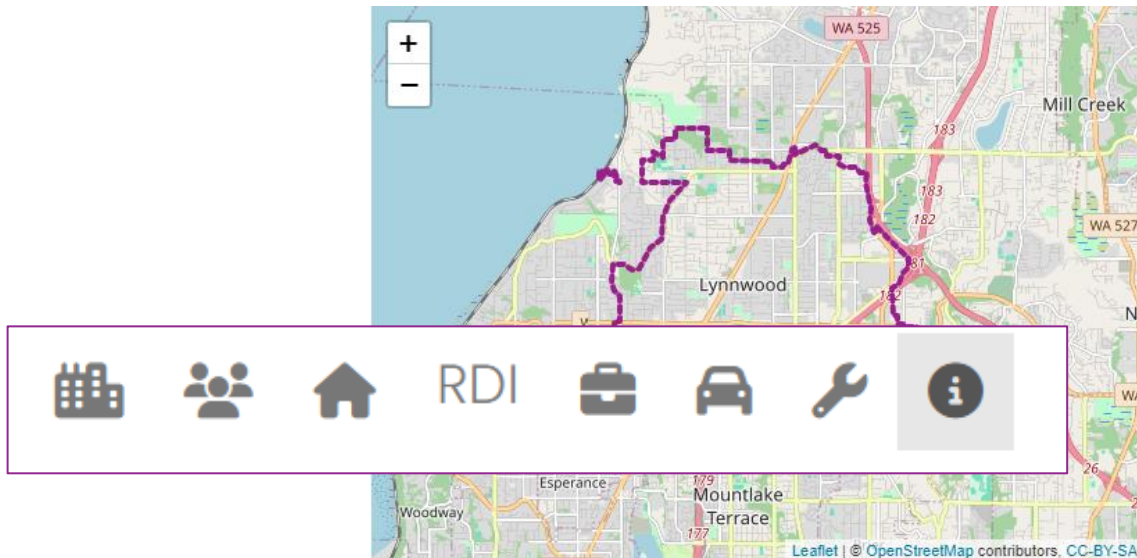 +
−
WA 525
Mill Creek
183
183
182
WA 527
81
Lynnwood
182
RDI
26
Esperance
179
Mountlake
Terrace
Woodway
177
Leaflet | © OpenStreetMap contributors, CC-BY-SA